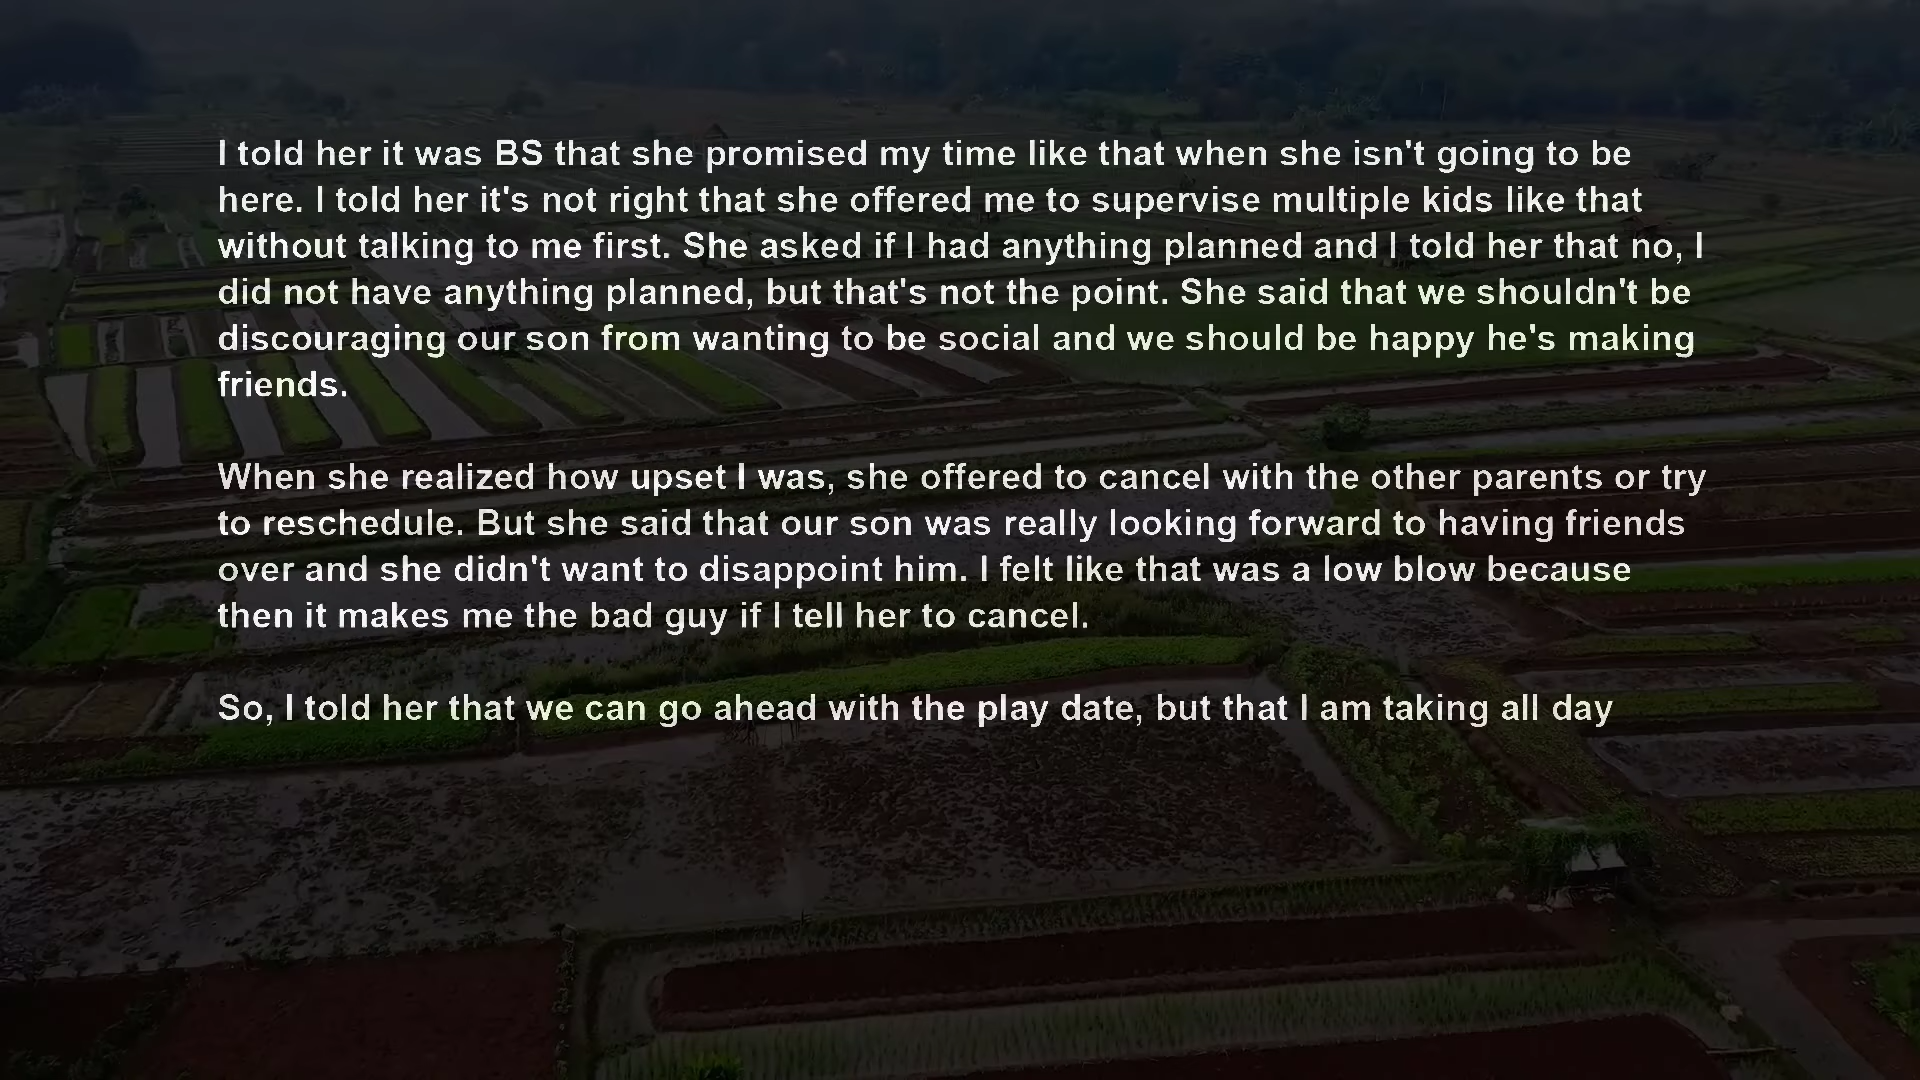 I told her it was BS that she promised my time like that when she isn't going to be
here. I told her it's not right that she offered me to supervise multiple kids like that
without talking to me first. She asked if I had anything planned and I told her that no, I
did not have anything planned, but that's not the point. She said that we shouldn't be
discouraging our son from wanting to be social and we should be happy he's making
friends.
When she realized how upset I was, she offered to cancel with the other parents or try
to reschedule. But she said that our son was really looking forward to having friends
over and she didn't want to disappoint him. I felt like that was a low blow because
then it makes me the bad guy if I tell her to cancel.
So, I told her that we can go ahead with the play date, but that I am taking all day